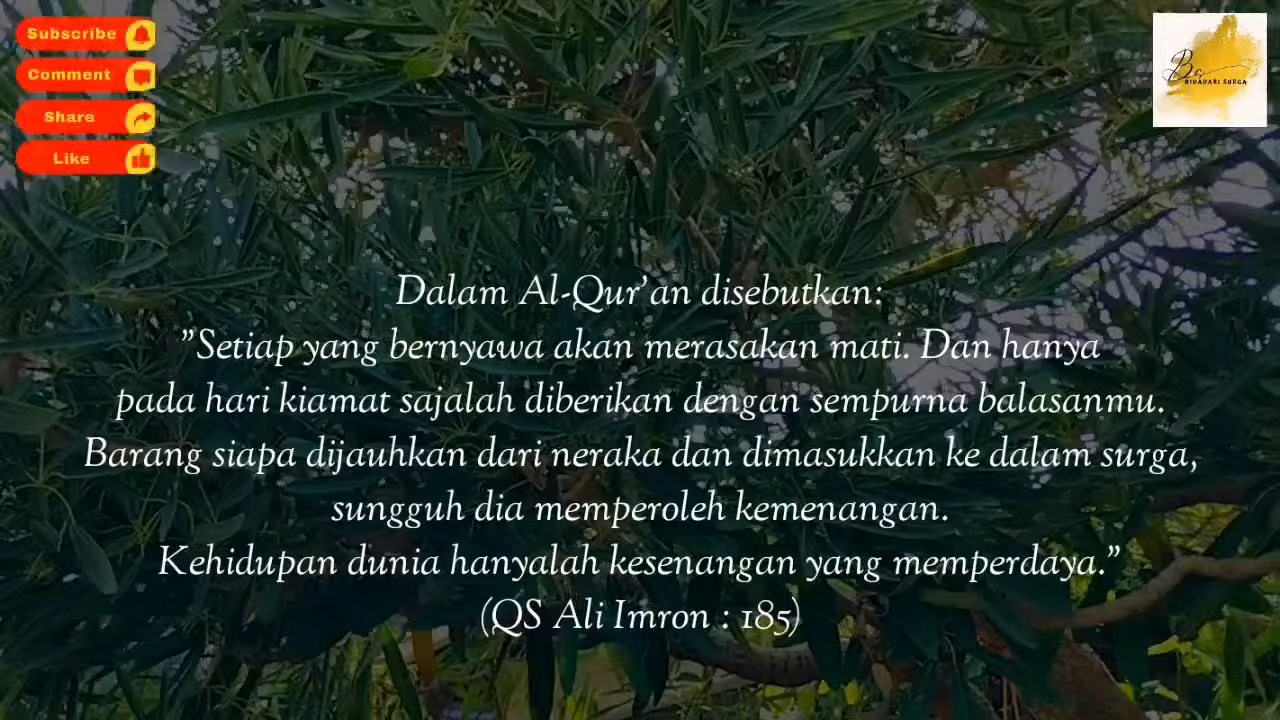 Subscribe
Comment
Share
Like
BIDADARI SURGA
Dalam Al-Qur'an disebutkan:
"Setiap yang bernyawa akan merasakan mati. Dan hanya
pada hari kiamat sajalah diberikan dengan sempurna balasanmu.
Barang siapa dijauhkan dari neraka dan dimasukkan ke dalam surga,
sungguh dia memperoleh kemenangan.
Kehidupan dunia hanyalah kesenangan yang memperdaya."
(QS Ali Imron : 185)